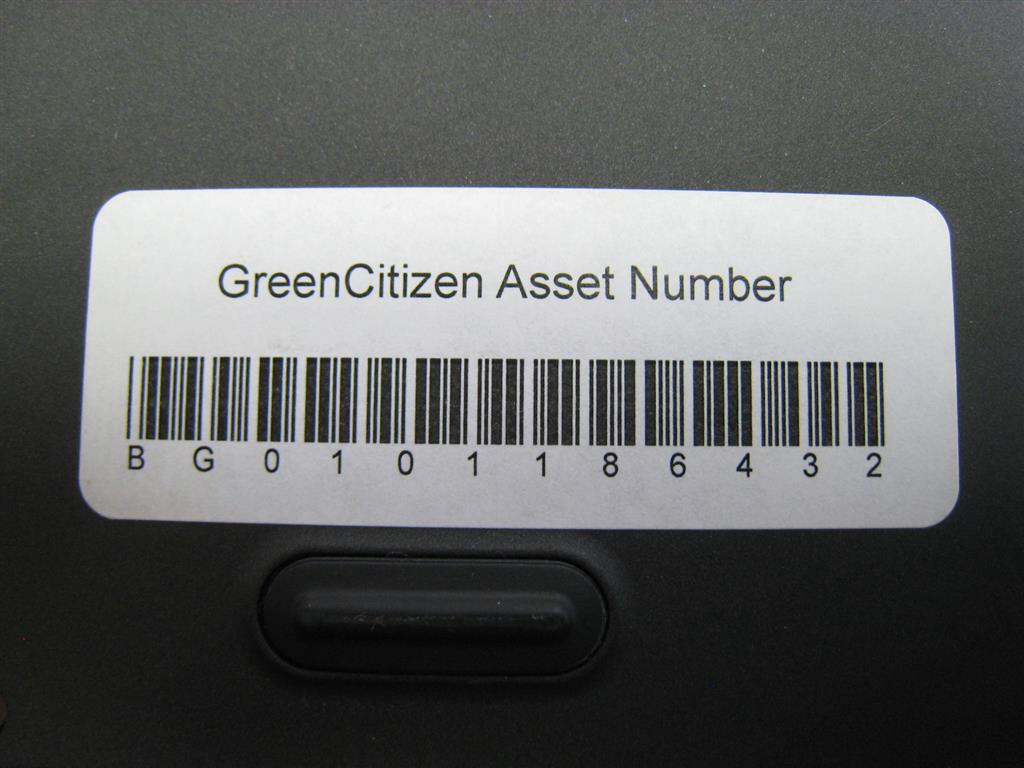 GreenCitizen Asset Number
B G 0 1 0 1 1 8 6 4 3 2